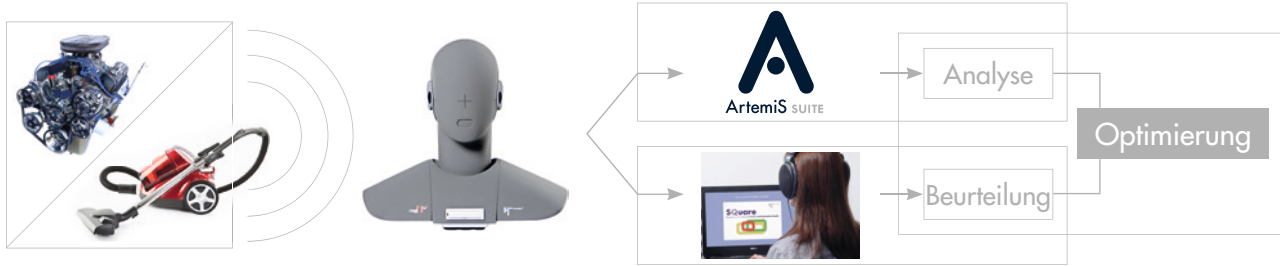 ArtemiS SUITE
Analyse
Optimierung
SQuare
Beurteilung